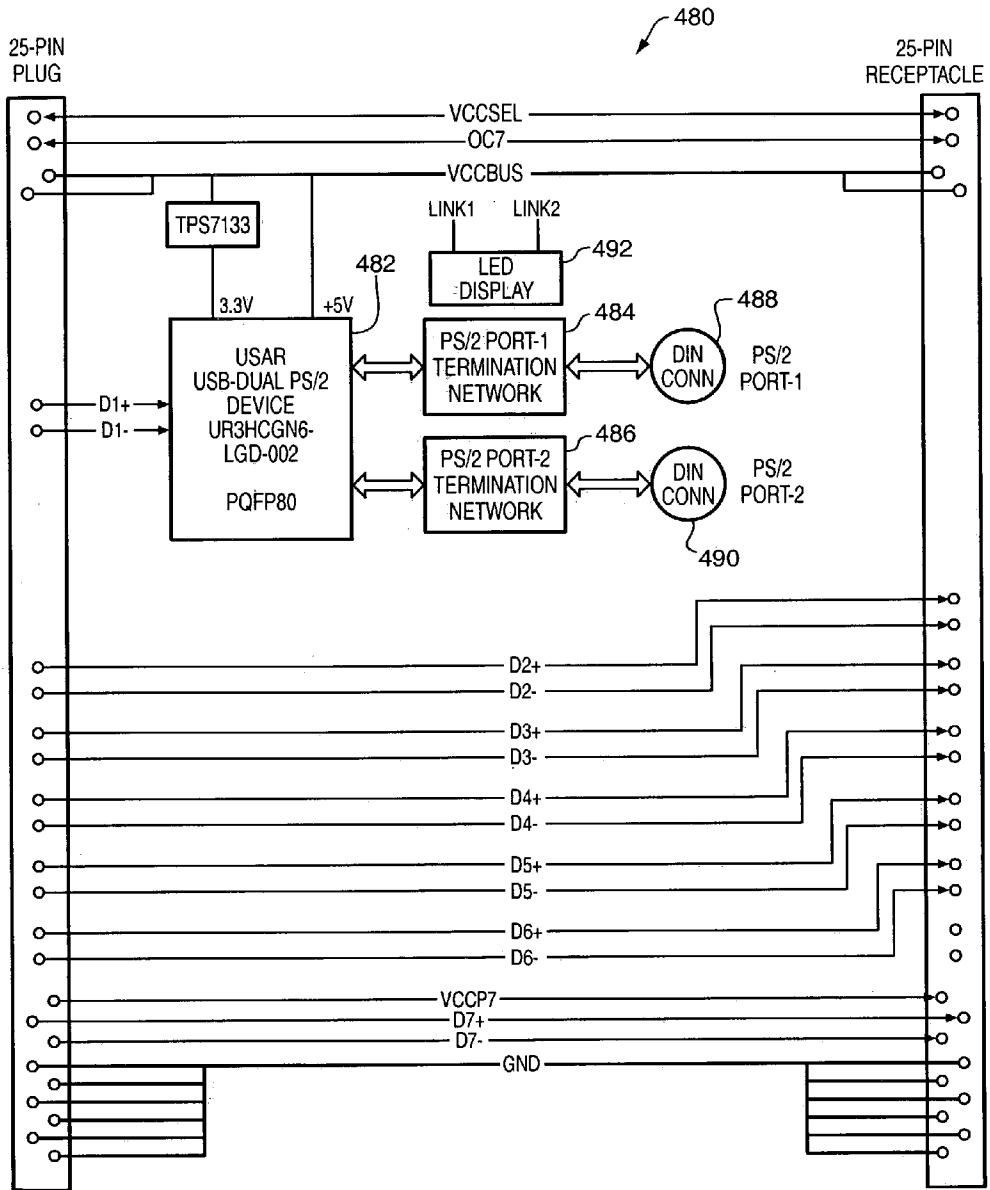 480
25-PIN
PLUG
25-PIN
RECEPTACLE
VCCSEL
OC7
VCCBUS
TPS7133
LINK1 LINK2
LED
DISPLAY
492
482
3.3V +5V
484
488
USAR
USB-DUAL PS/2
DEVICE
UR3HCGN6-
LGD-002
PQFP80
PS/2 PORT-1
TERMINATION
NETWORK
DIN
CONN
PS/2
PORT-1
D1+
D1-
486
PS/2 PORT-2
TERMINATION
NETWORK
DIN
CONN
PS/2
PORT-2
490
D2+
D2-
D3+
D3-
D4+
D4-
D5+
D5-
D6+
D6-
VCCP7
D7+
D7-
GND